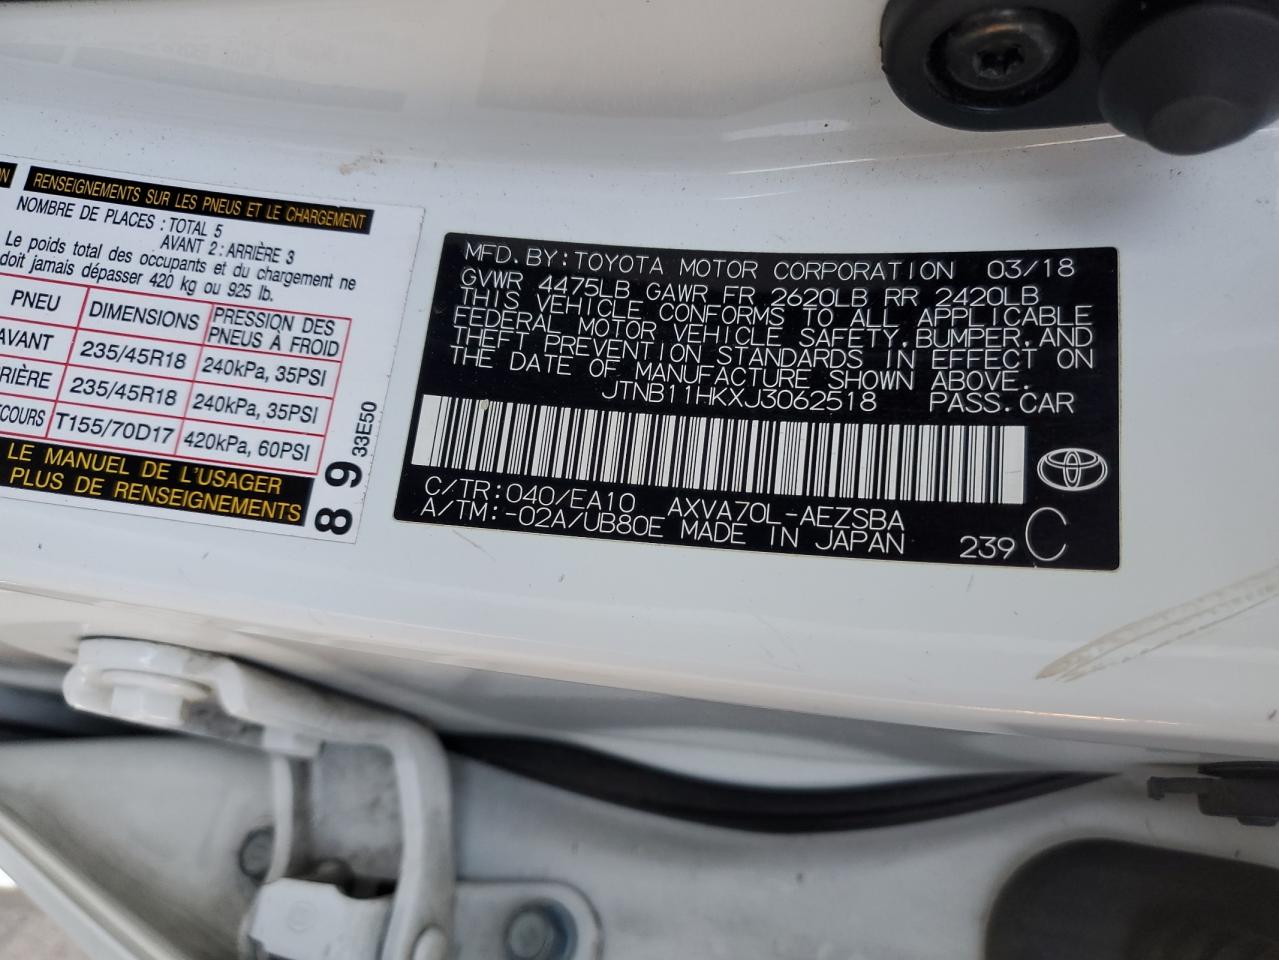 RENSEIGNEMENTS SUR LES PNEUS ET LE CHARGEMENT
NOMBRE DE PLACES : TOTAL 5
AVANT 2 : ARRIÈRE 3
Le poids total des occupants et du chargement ne
doit jamais dépasser 420 kg ou 925 lb.
PNEU DIMENSIONS PRESSION DES PNEUS À FROID
AVANT 235/45R18 240kPa, 35PSI
235/45R18 240kPa, 35PSI
T155/70D17 420kPa, 60PSI
LE MANUEL DE L'USAGER
PLUS DE RENSEIGNEMENTS
89 33E50
MFD. BY: TOYOTA MOTOR CORPORATION 03/18
GVWR 4475LB GAWR FR 2620LB RR 2420LB
THIS VEHICLE CONFORMS TO ALL APPLICABLE
FEDERAL MOTOR VEHICLE SAFETY, BUMPER, AND
THEFT PREVENTION STANDARDS IN EFFECT ON
THE DATE OF MANUFACTURE SHOWN ABOVE.
JTNB11HKXJ3062518 PASS. CAR
C/TR: 040/EA10 AXVA70L-AEZSBA
A/TM: -02A/UB80E MADE IN JAPAN
239 C